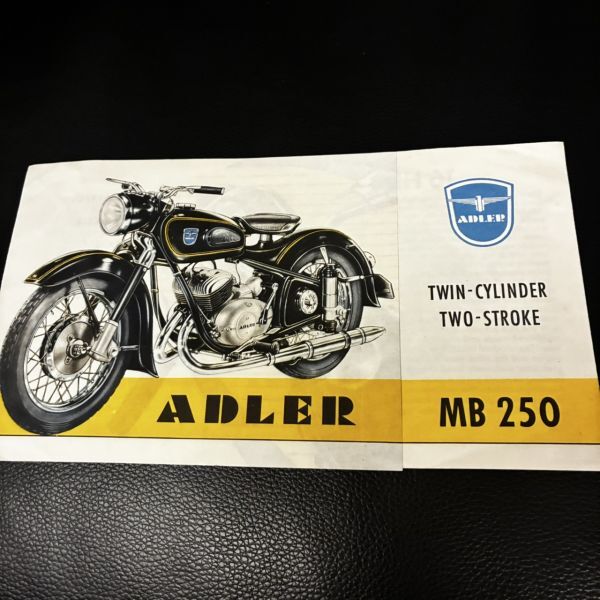 ADLER
TWIN-CYLINDER
TWO-STROKE
ADLER
MB 250